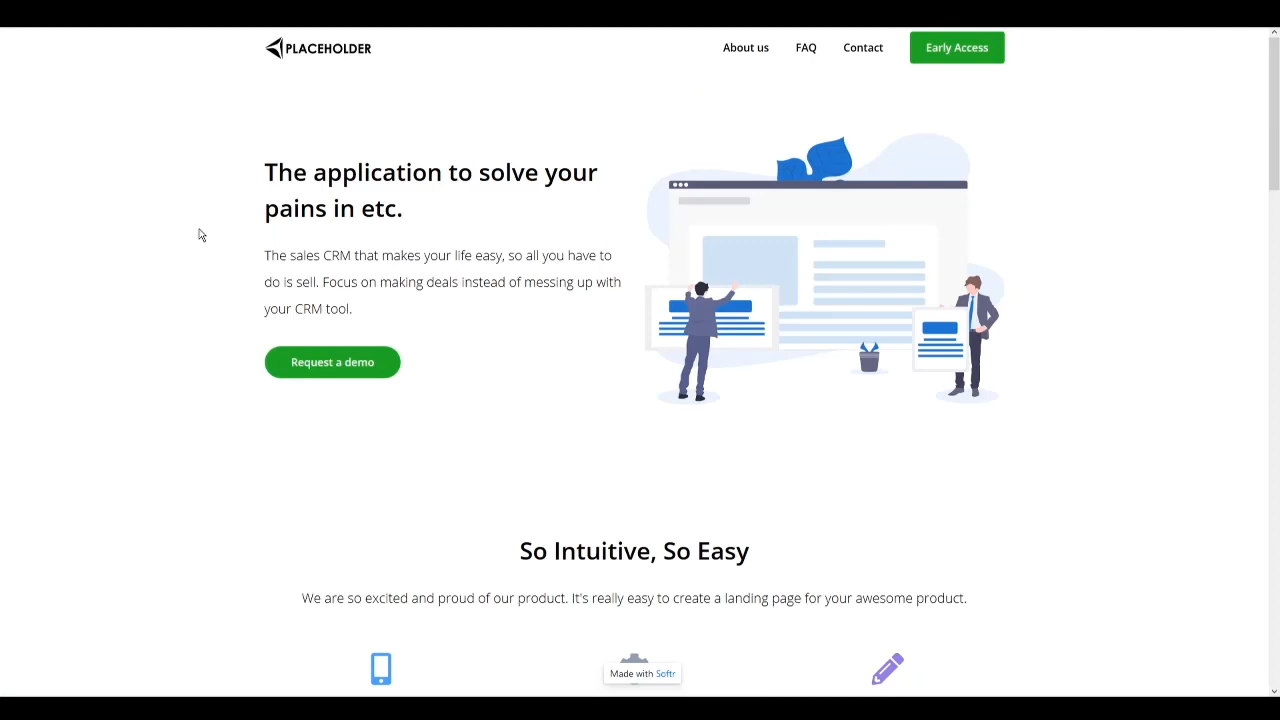 PLACEHOLDER
About us
FAQ
Contact
Early Access
The application to solve your
pains in etc.
The sales CRM that makes your life easy, so all you have to
do is sell. Focus on making deals instead of messing up with
your CRM tool.
Request a demo
So Intuitive, So Easy
We are so excited and proud of our product. It's really easy to create a landing page for your awesome product.
Made with Softr